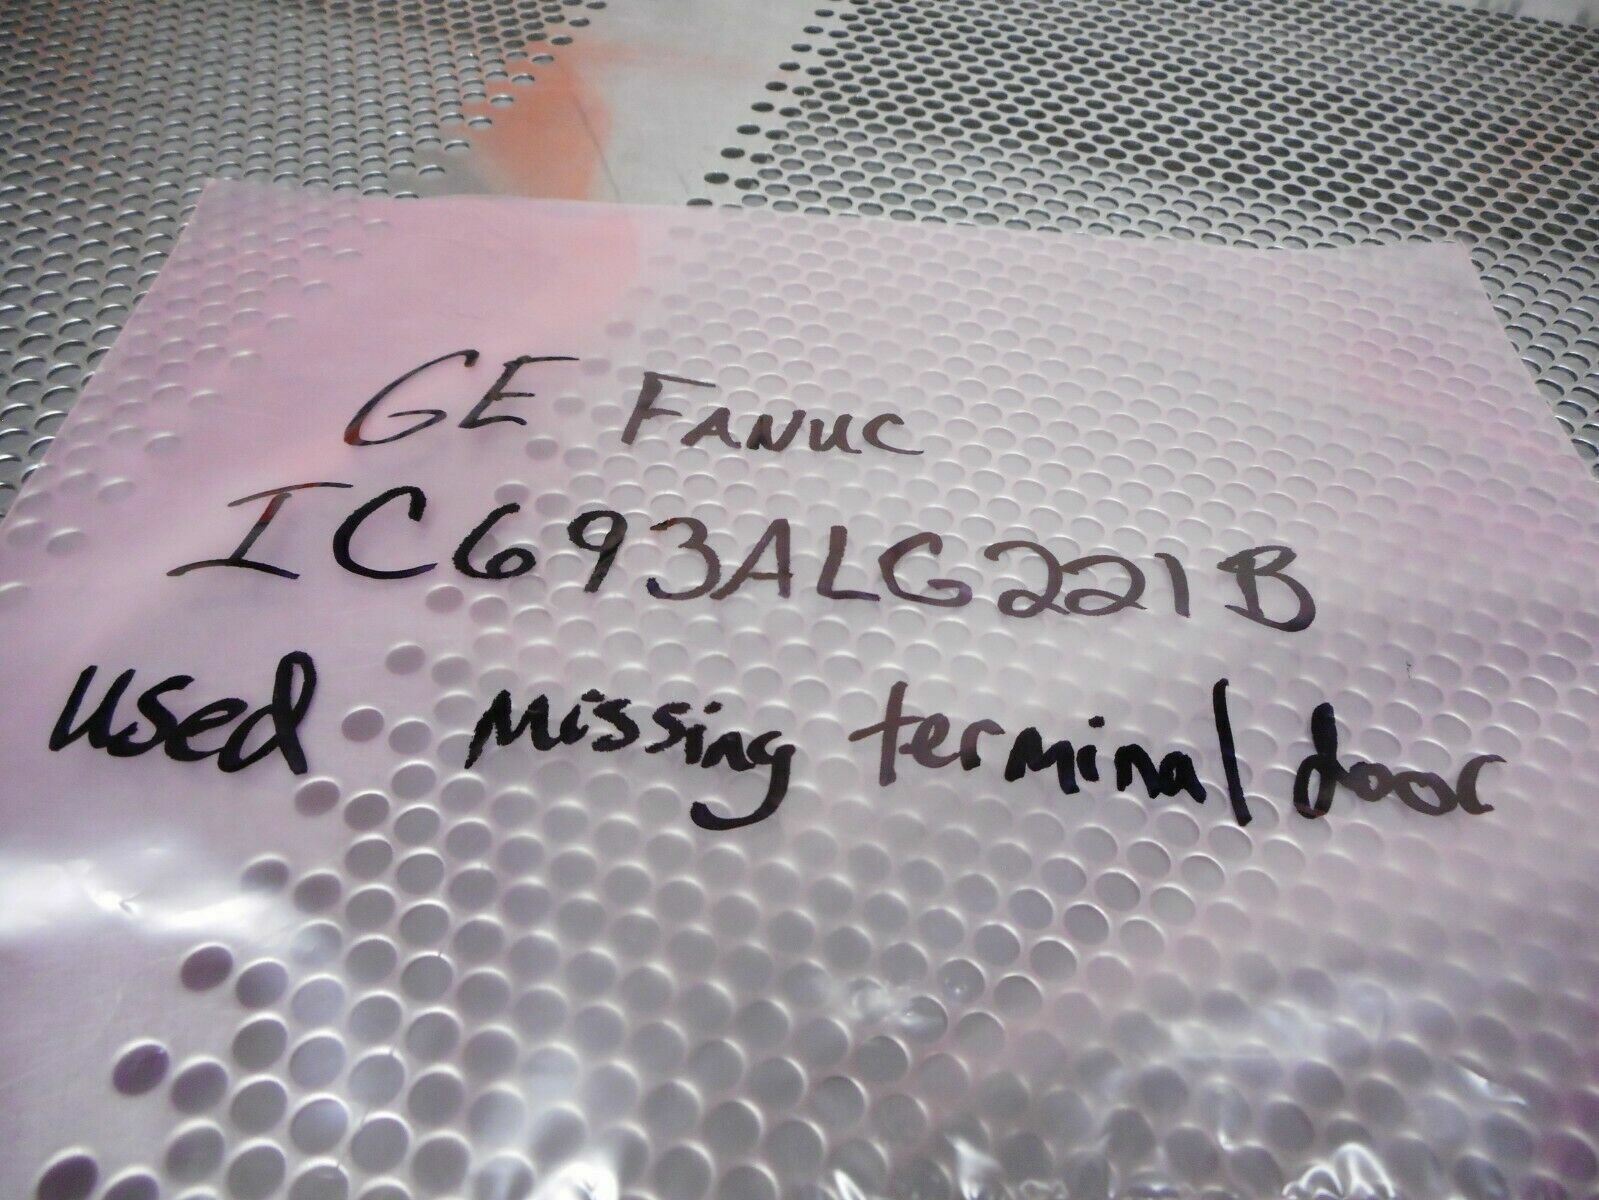 GE FANUC
IC693ALG221B
used missing terminal door